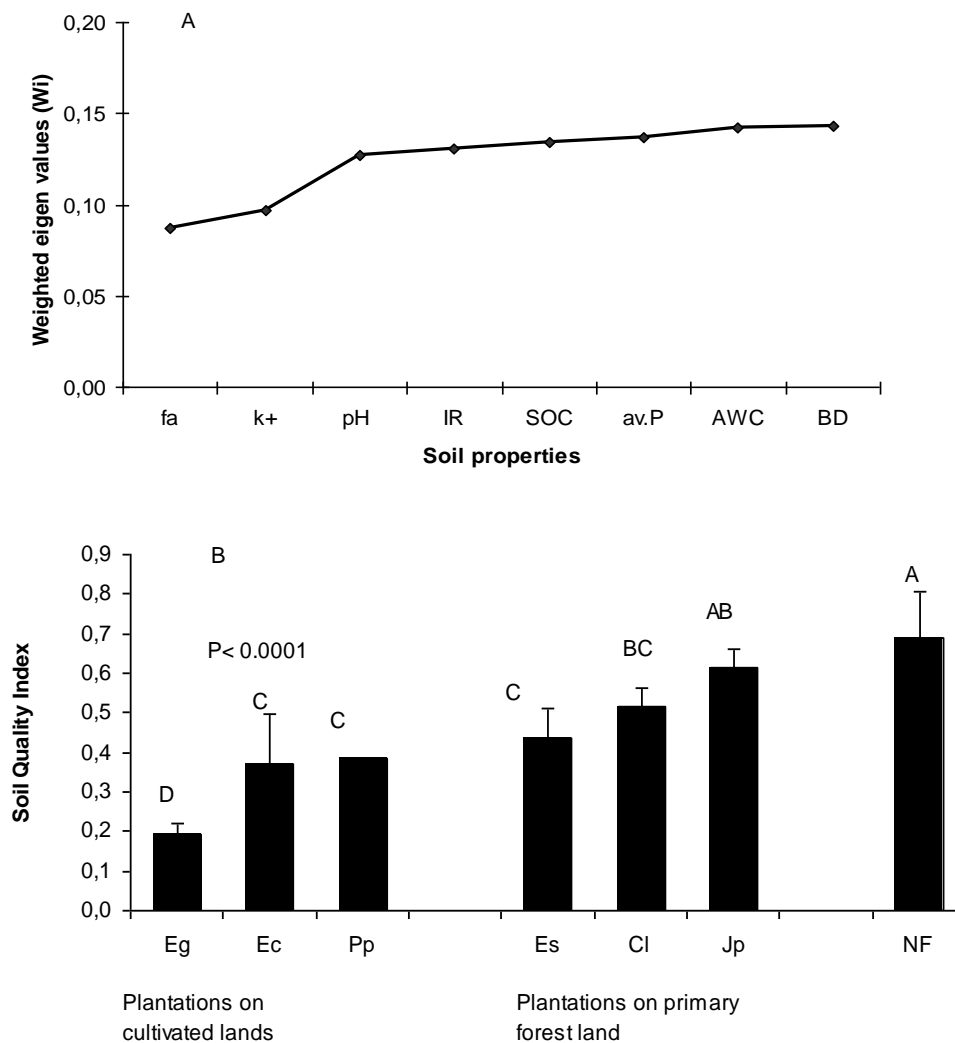 A
0,20
0,15
0,10
0,05
0,00
Weighted eigen values (Wi)
fa k+ pH IR SOC av.P AWC BD
Soil properties
B
0,9
0,8
0,7
0,6
0,5
0,4
0,3
0,2
0,1
0,0
Soil Quality Index
P< 0.0001
D C C C BC AB A
Eg Ec Pp Es Cl Jp NF
Plantations on
cultivated lands
Plantations on primary
forest land